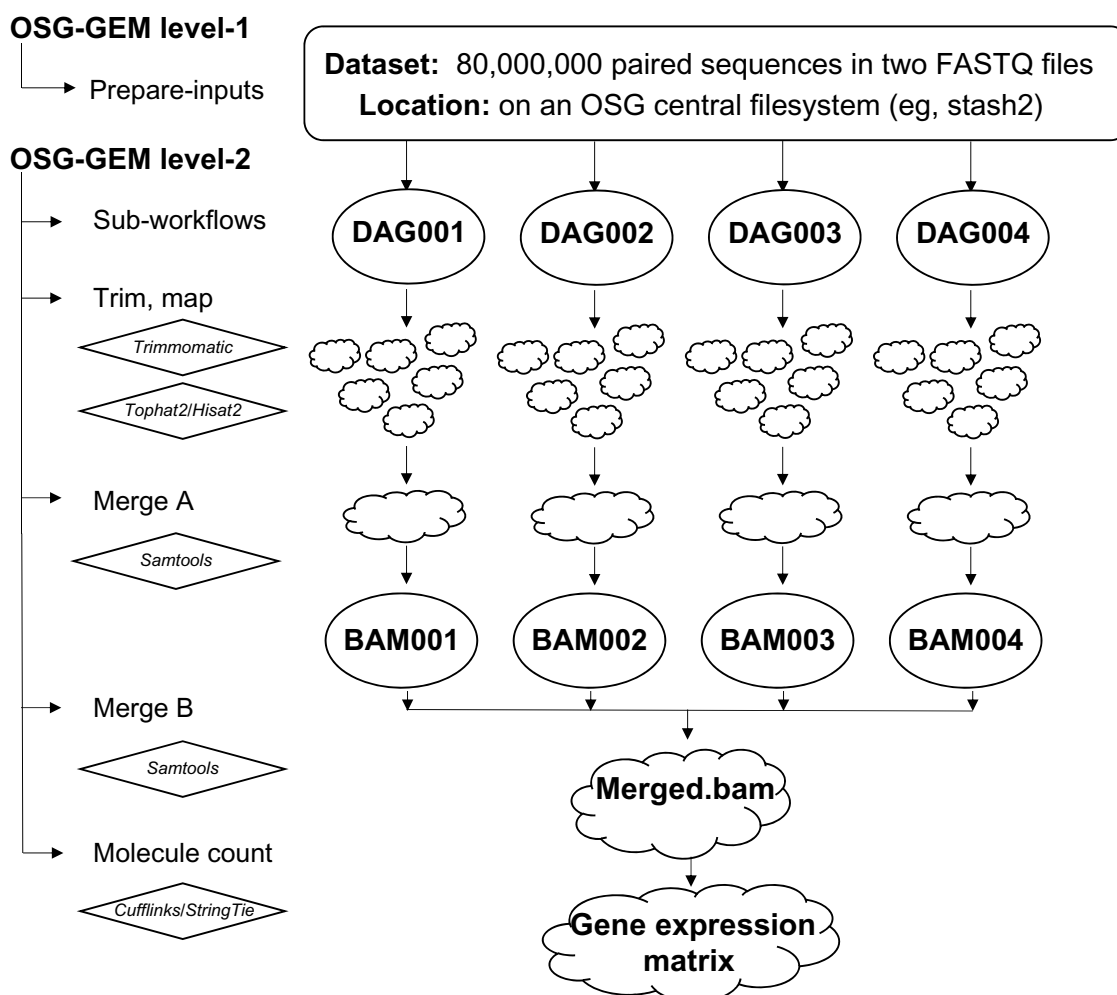 OSG-GEM level-1
Prepare-inputs
OSG-GEM level-2
Sub-workflows
Trim, map
Trimmomatic
Tophat2/Hisat2
Merge A
Samtools
Merge B
Samtools
Molecule count
Cufflinks/StringTie
Dataset: 80,000,000 paired sequences in two FASTQ files
Location: on an OSG central filesystem (eg, stash2)
DAG001 DAG002 DAG003 DAG004
BAM001 BAM002 BAM003 BAM004
Merged.bam
Gene expression
matrix